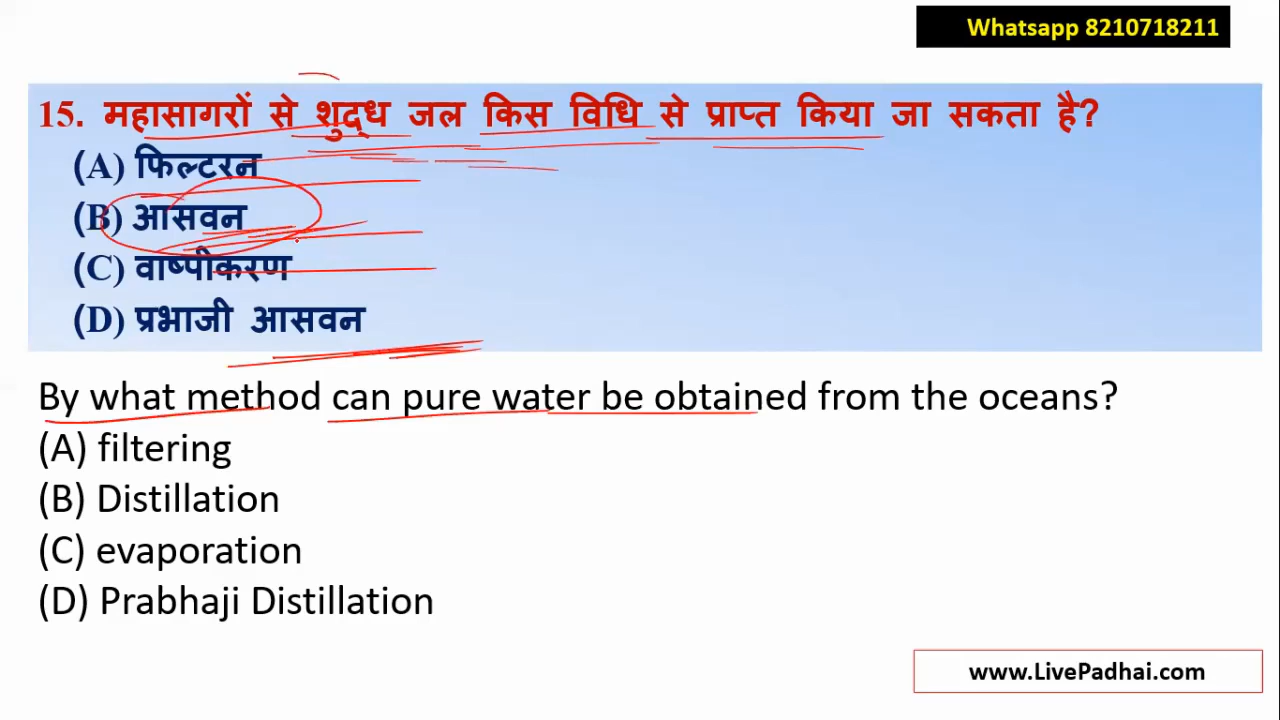 Whatsapp 8210718211
15. महासागरों से शुद्ध जल किस विधि से प्राप्त किया जा सकता है?
(A) फिल्टरन
(B) आसवन
(C) वाष्पीकरण
(D) प्रभाजी आसवन
By what method can pure water be obtained from the oceans?
(A) filtering
(B) Distillation
(C) evaporation
(D) Prabhaji Distillation
www.LivePadhai.com